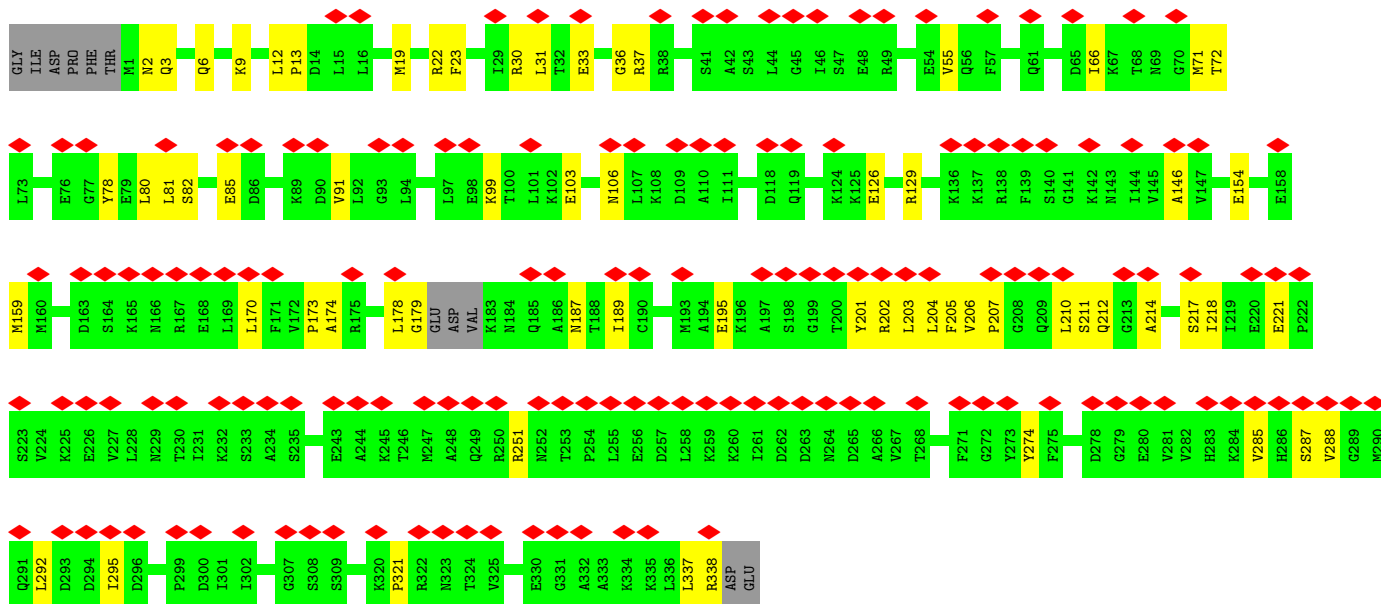 GLY ILE ASP PRO PHE THR M1 N2 Q3 Q6 K9 L12 P13 D14 L15 L16 M19 R22 F23 I29 R30 L31 T32 E33 G36 R37 R38 S41 A42 S43 L44 G45 I46 S47 E48 R49 E54 V55 Q56 F57 Q61 D65 I66 K67 T68 N69 G70 M71 T72
L73 E76 G77 Y78 E79 L80 L81 S82 E85 D86 K89 D90 V91 L92 G93 L94 L97 E98 K99 T100 L101 K102 E103 N106 L107 K108 D109 A110 I111 D118 Q119 K124 K125 E126 R129 K136 K137 R138 F139 S140 G141 K142 N143 I144 V145 A146 V147 E154 E158
M159 M160 D163 S164 K165 N166 R167 E168 L169 L170 F171 V172 P173 A174 R175 L178 G179 GLU ASP VAL K183 N184 Q185 A186 N187 T188 I189 C190 M193 A194 E195 K196 A197 S198 G199 T200 Y201 R202 L203 L204 F205 V206 P207 G208 Q209 L210 S211 Q212 G213 A214 S217 I218 I219 E220 E221 P222
S223 V224 K225 E226 V227 L228 N229 T230 I231 K232 S233 A234 S235 E243 A244 K245 T246 M247 A248 Q249 R250 R251 N252 T253 P254 L255 E256 D257 L258 K259 K260 I261 D262 D263 N264 D265 A266 V267 T268 F271 G272 Y273 Y274 F275 D278 G279 E280 V281 V282 H283 K284 V285 H286 S287 V288 G289 M290
Q291 L292 D293 D294 I295 D296 P299 D300 I301 I302 G307 S308 S309 K320 P321 R322 N323 T324 V325 E330 G331 A332 A333 K334 K335 L336 L337 R338 ASP GLU